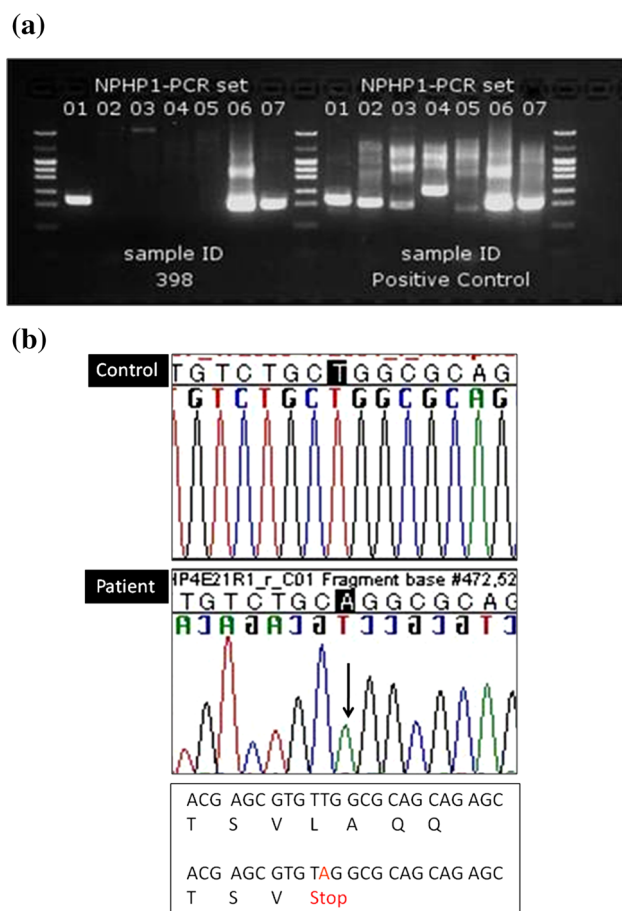 (a)
NPHP1-PCR set NPHP1-PCR set
01 02 03 04 05 06 07 01 02 03 04 05 06 07
sample ID sample ID
398 Positive Control
(b)
Control
TGTCTGCTGGCGCAG
GTCTGCTGGCGCAG
Patient
HP4E21R1_r_C01 Fragment base #472,52
TGTCTGCAGGCGCAG
ACG AGC GTG TTG GCG CAG CAG AGC
T S V L A Q Q
ACG AGC GTG TAG GCG CAG CAG AGC
T S V Stop